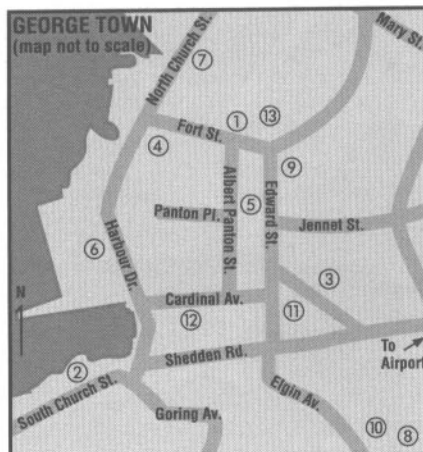 GEORGE TOWN
(map not to scale)
Mary St.
North Church St.
7
1
13
Fort St.
4
9
Albert Panton St.
5
Edward St.
Panton Pl.
Jennet St.
6
Harbour Dr.
N
3
Cardinal Av.
12
11
Shedden Rd.
To
Airport
2
South Church St.
Goring Av.
Elgin Av.
10
8